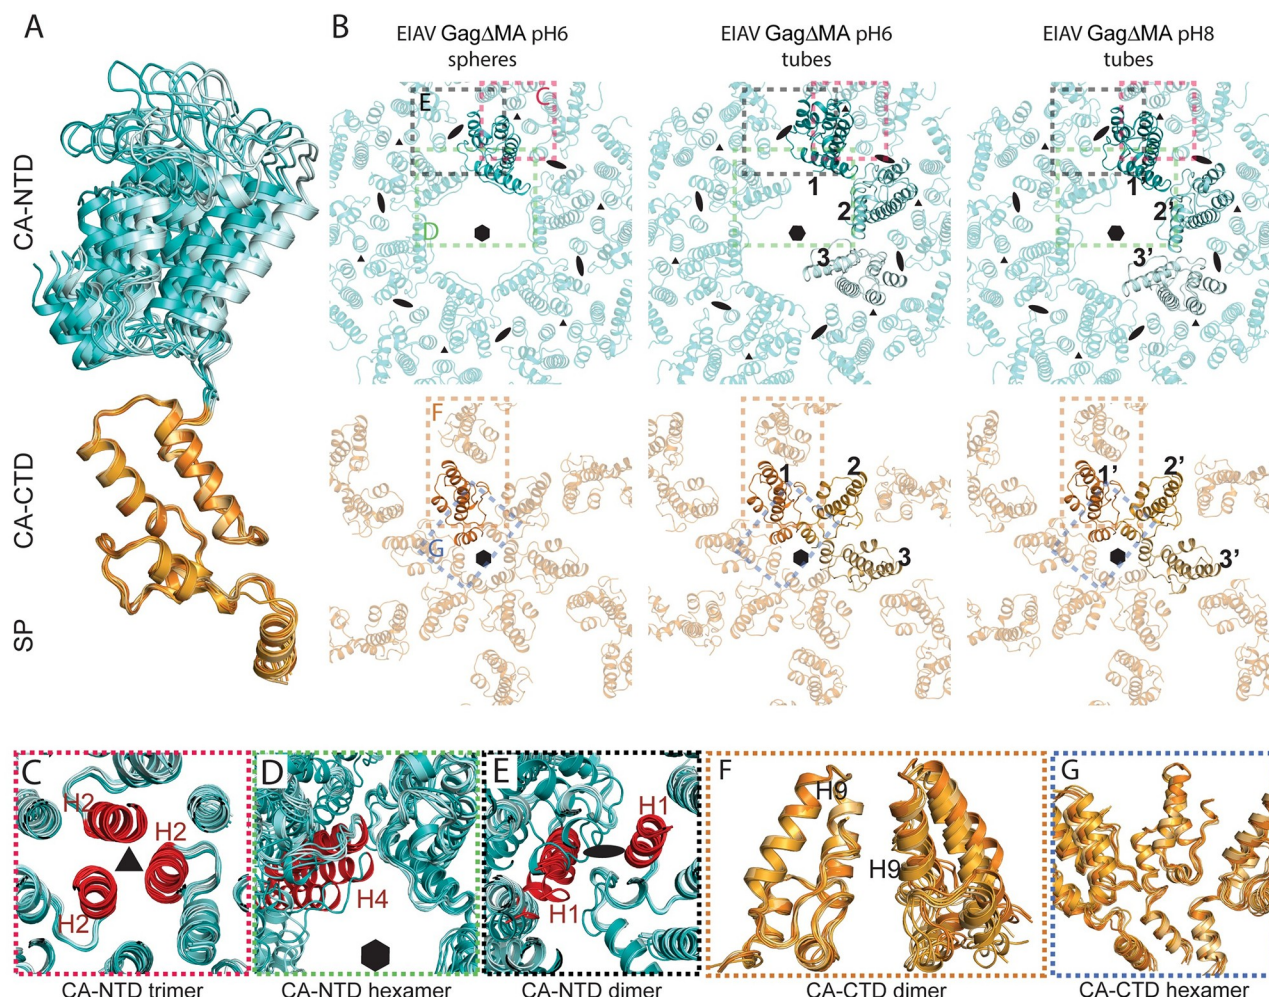 A
CA-NTD
CA-CTD
SP
B
EIAV GagΔMA pH6
spheres
EIAV GagΔMA pH6
tubes
EIAV GagΔMA pH8
tubes
E
C
D
1
2
3
1
2'
3'
F
G
1
2
3
1'
2'
3'
C
H2
H2
H2
CA-NTD trimer
D
H4
CA-NTD hexamer
E
H1
H1
CA-NTD dimer
F
H9
H9
CA-CTD dimer
G
CA-CTD hexamer